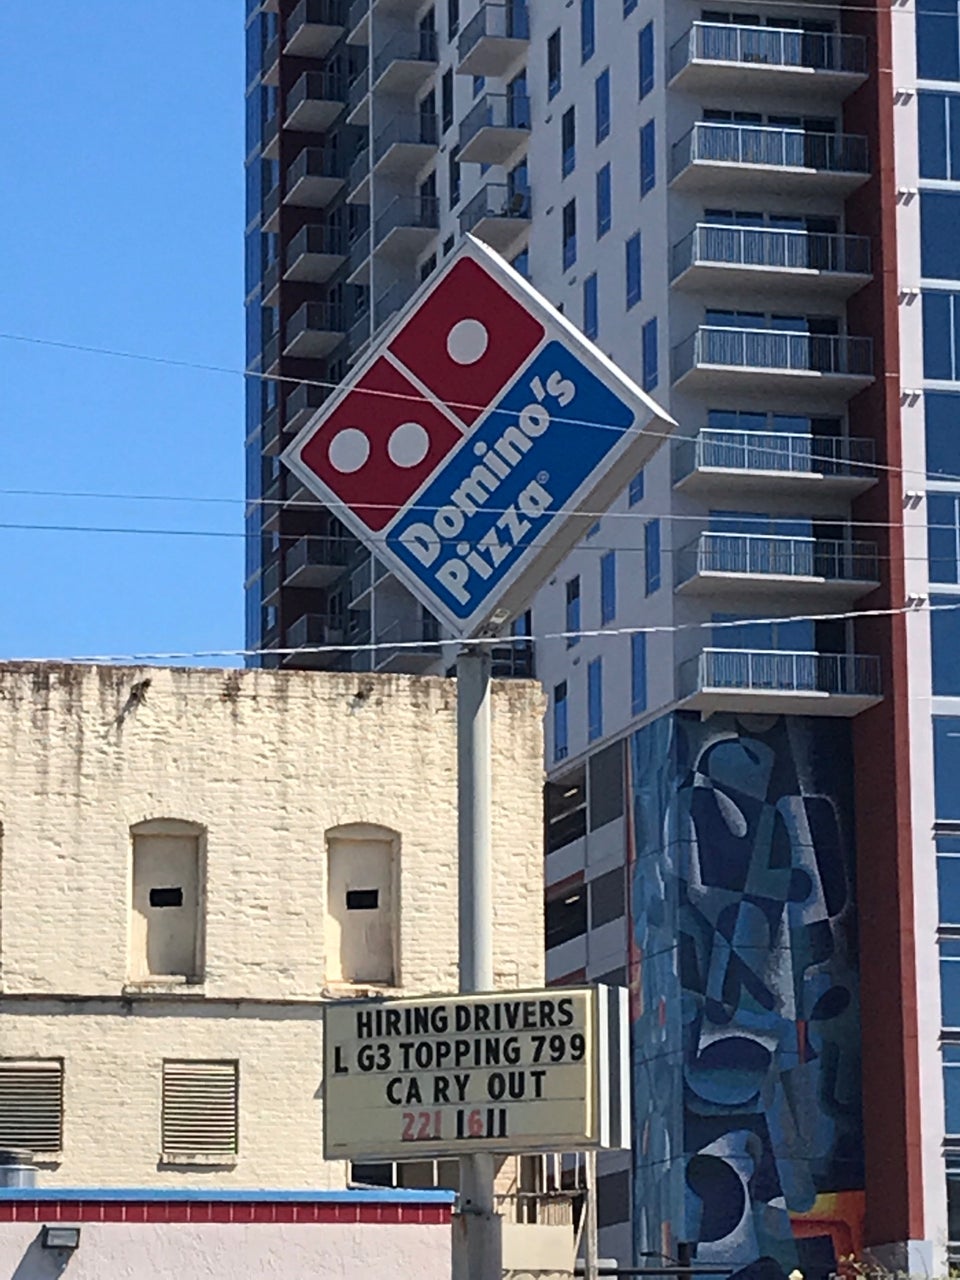 Domino's
Pizza®
HIRING DRIVERS
L G3 TOPPING 799
CA RY OUT
221 1611